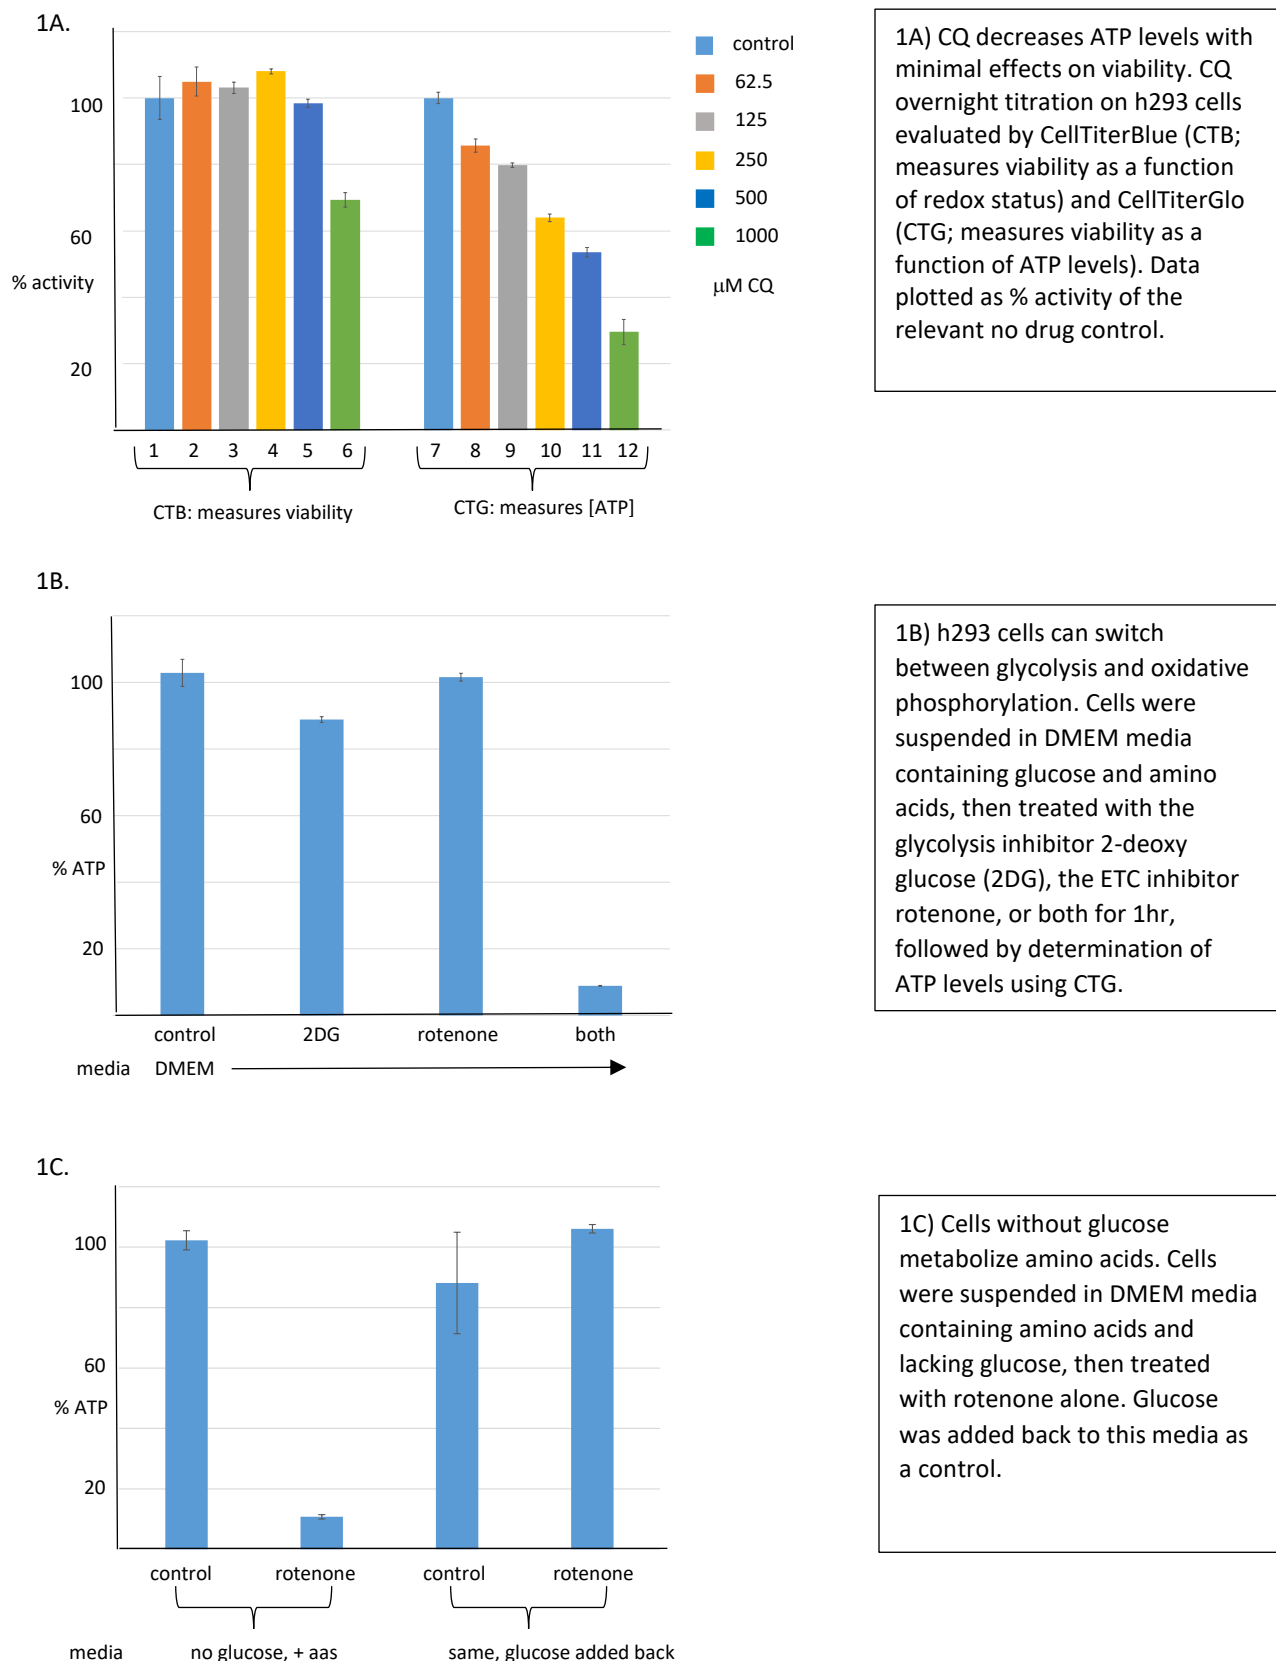 1A.
100
60
% activity
20
1 2 3 4 5 6 7 8 9 10 11 12
CTB: measures viability
CTG: measures [ATP]
control
62.5
125
250
500
1000
μM CQ
1A) CQ decreases ATP levels with
minimal effects on viability. CQ
overnight titration on h293 cells
evaluated by CellTiterBlue (CTB;
measures viability as a function
of redox status) and CellTiterGlo
(CTG; measures viability as a
function of ATP levels). Data
plotted as % activity of the
relevant no drug control.
1B.
100
60
% ATP
20
control 2DG rotenone both
media DMEM
1B) h293 cells can switch
between glycolysis and oxidative
phosphorylation. Cells were
suspended in DMEM media
containing glucose and amino
acids, then treated with the
glycolysis inhibitor 2-deoxy
glucose (2DG), the ETC inhibitor
rotenone, or both for 1hr,
followed by determination of
ATP levels using CTG.
1C.
100
60
% ATP
20
control rotenone control rotenone
media no glucose, + aas same, glucose added back
1C) Cells without glucose
metabolize amino acids. Cells
were suspended in DMEM media
containing amino acids and
lacking glucose, then treated
with rotenone alone. Glucose
was added back to this media as
a control.